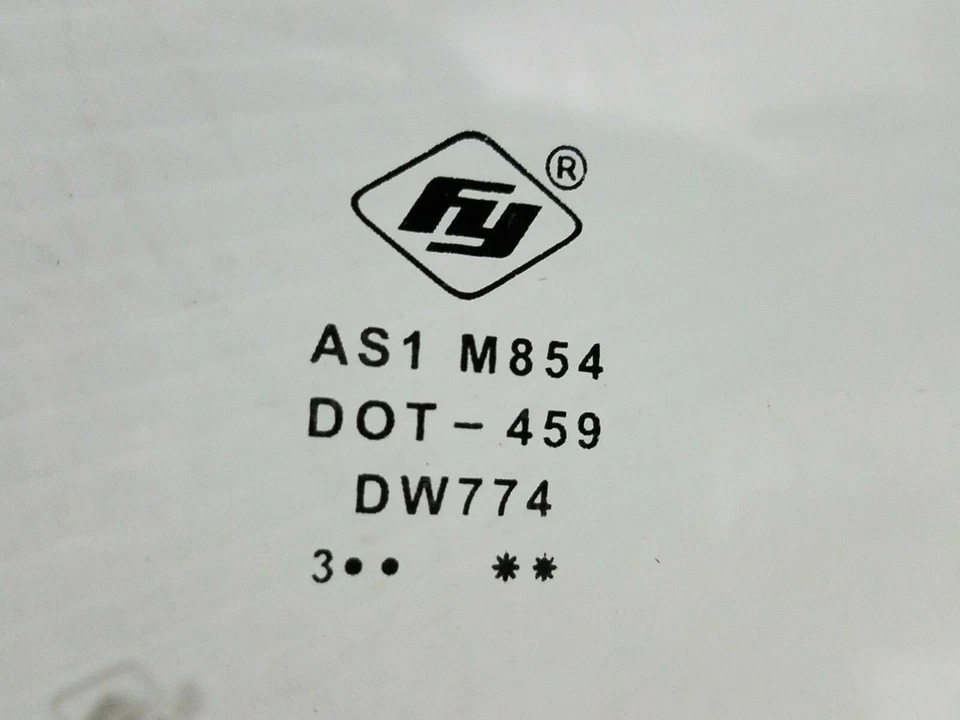 fy ®
AS1 M854
DOT - 459
DW774
3 • • ✷ ✷